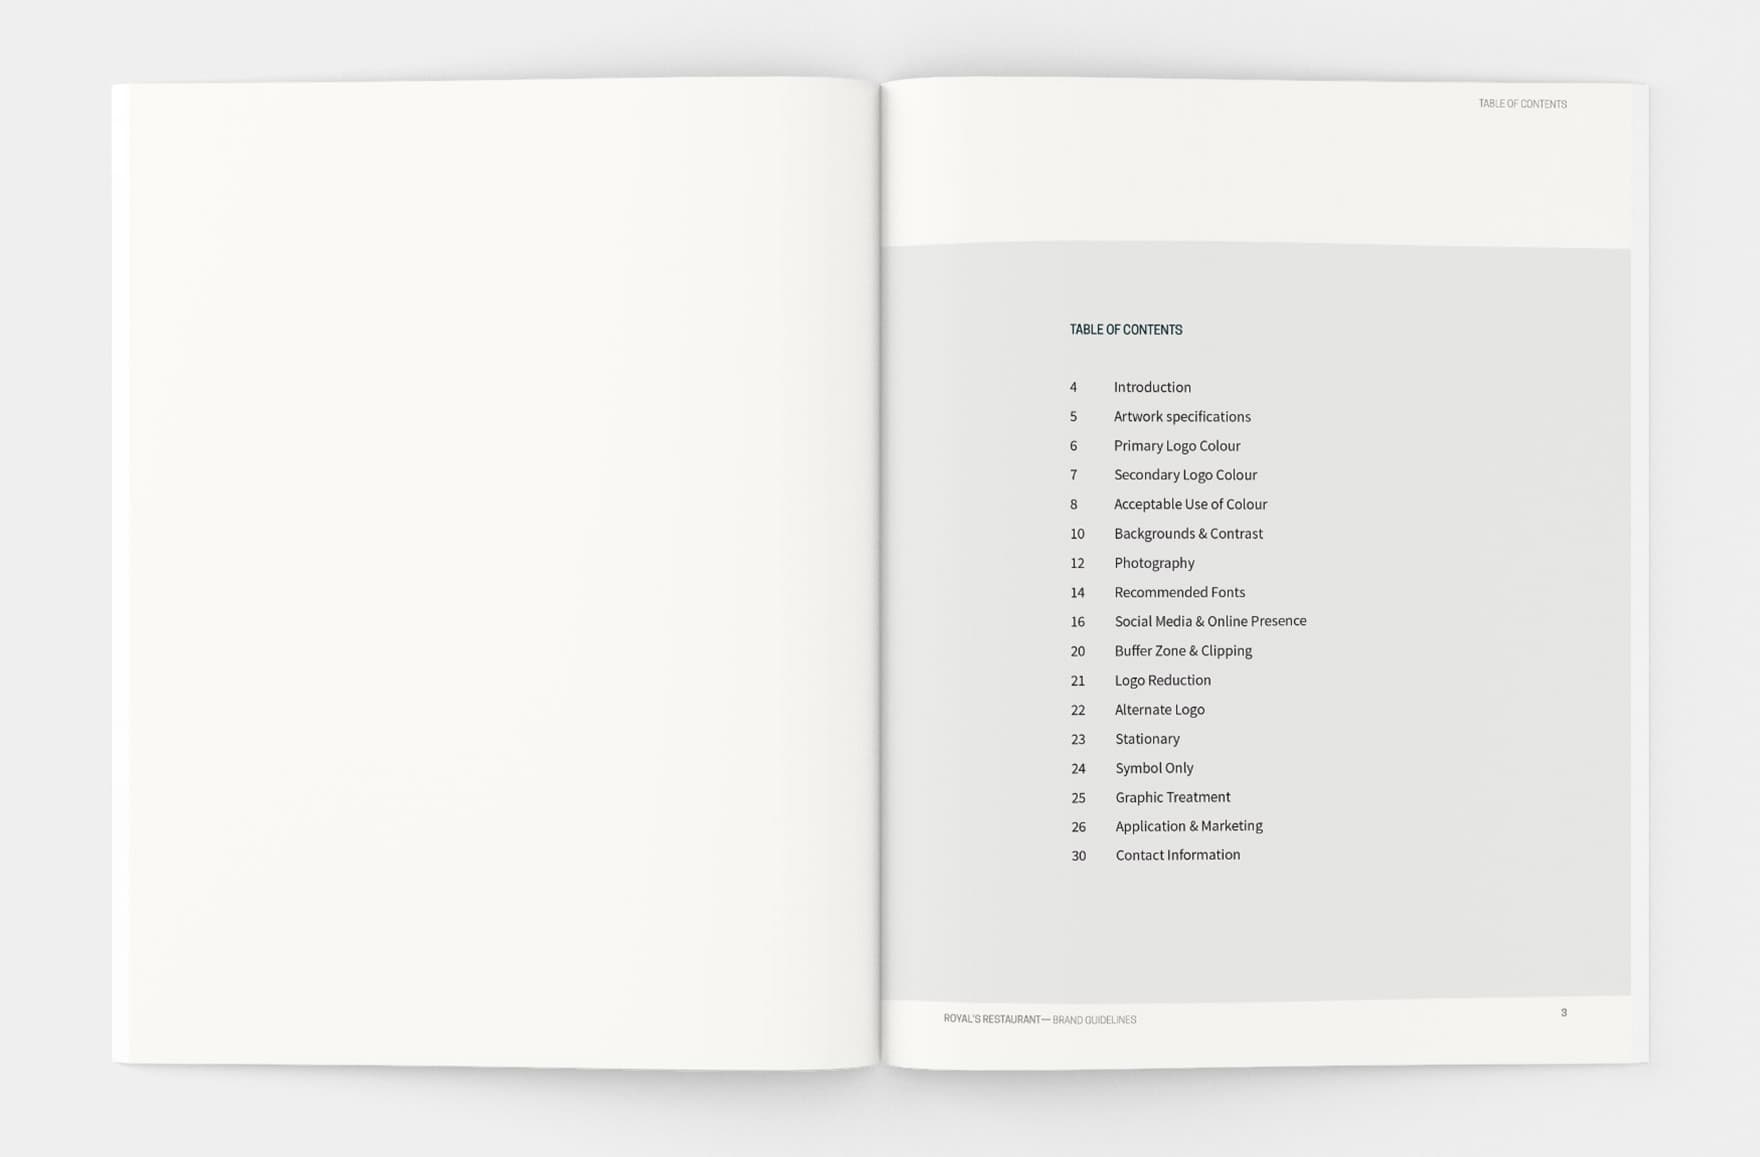 TABLE OF CONTENTS
TABLE OF CONTENTS
4 Introduction
5 Artwork specifications
6 Primary Logo Colour
7 Secondary Logo Colour
8 Acceptable Use of Colour
10 Backgrounds & Contrast
12 Photography
14 Recommended Fonts
16 Social Media & Online Presence
20 Buffer Zone & Clipping
21 Logo Reduction
22 Alternate Logo
23 Stationary
24 Symbol Only
25 Graphic Treatment
26 Application & Marketing
30 Contact Information
ROYAL'S RESTAURANT— BRAND GUIDELINES
3